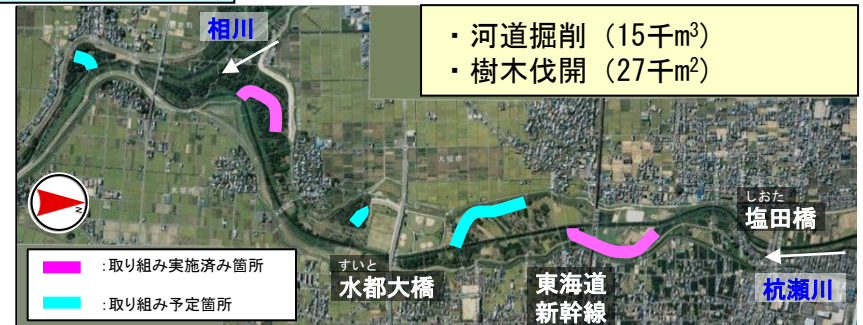 相川
・河道掘削（15千m³）
・樹木伐開（27千m²）
大垣市
しおた
塩田橋
N
:取り組み実施済み箇所
:取り組み予定箇所
すいと
水都大橋
東海道
新幹線
杭瀬川